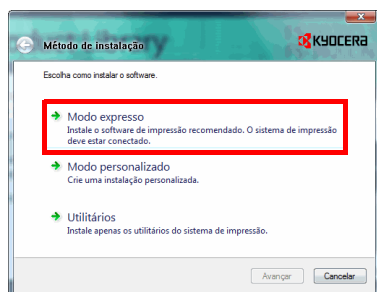 Método de instalação
KYOCERA
Escolha como instalar o software.
Modo expresso
Instale o software de impressão recomendado. O sistema de impressão
deve estar conectado.
Modo personalizado
Crie uma instalação personalizada.
Utilitários
Instale apenas os utilitários do sistema de impressão.
Avançar
Cancelar